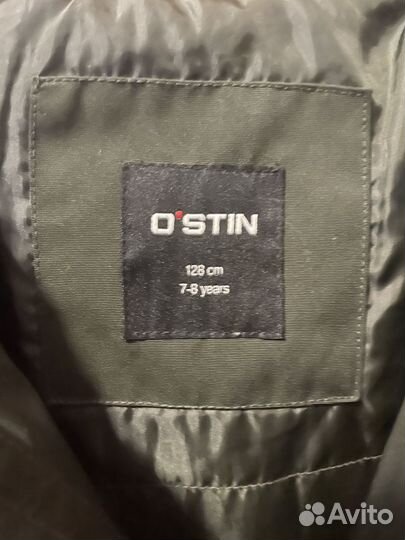 O'STIN
128 cm
7-8 years
Avito